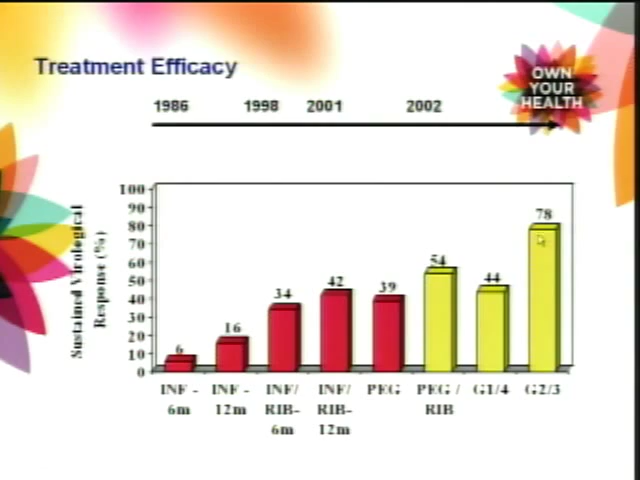 Treatment Efficacy
OWN
YOUR
HEALTH
1986 1998 2001 2002
Sustained Virological
Response (%)
100
90
80
70
60
50
40
30
20
10
0
6 16 34 42 39 54 44 78
INF - 6m
INF - 12m
INF/ RIB- 6m
INF/ RIB- 12m
PEG
PEG / RIB
G1/4
G2/3